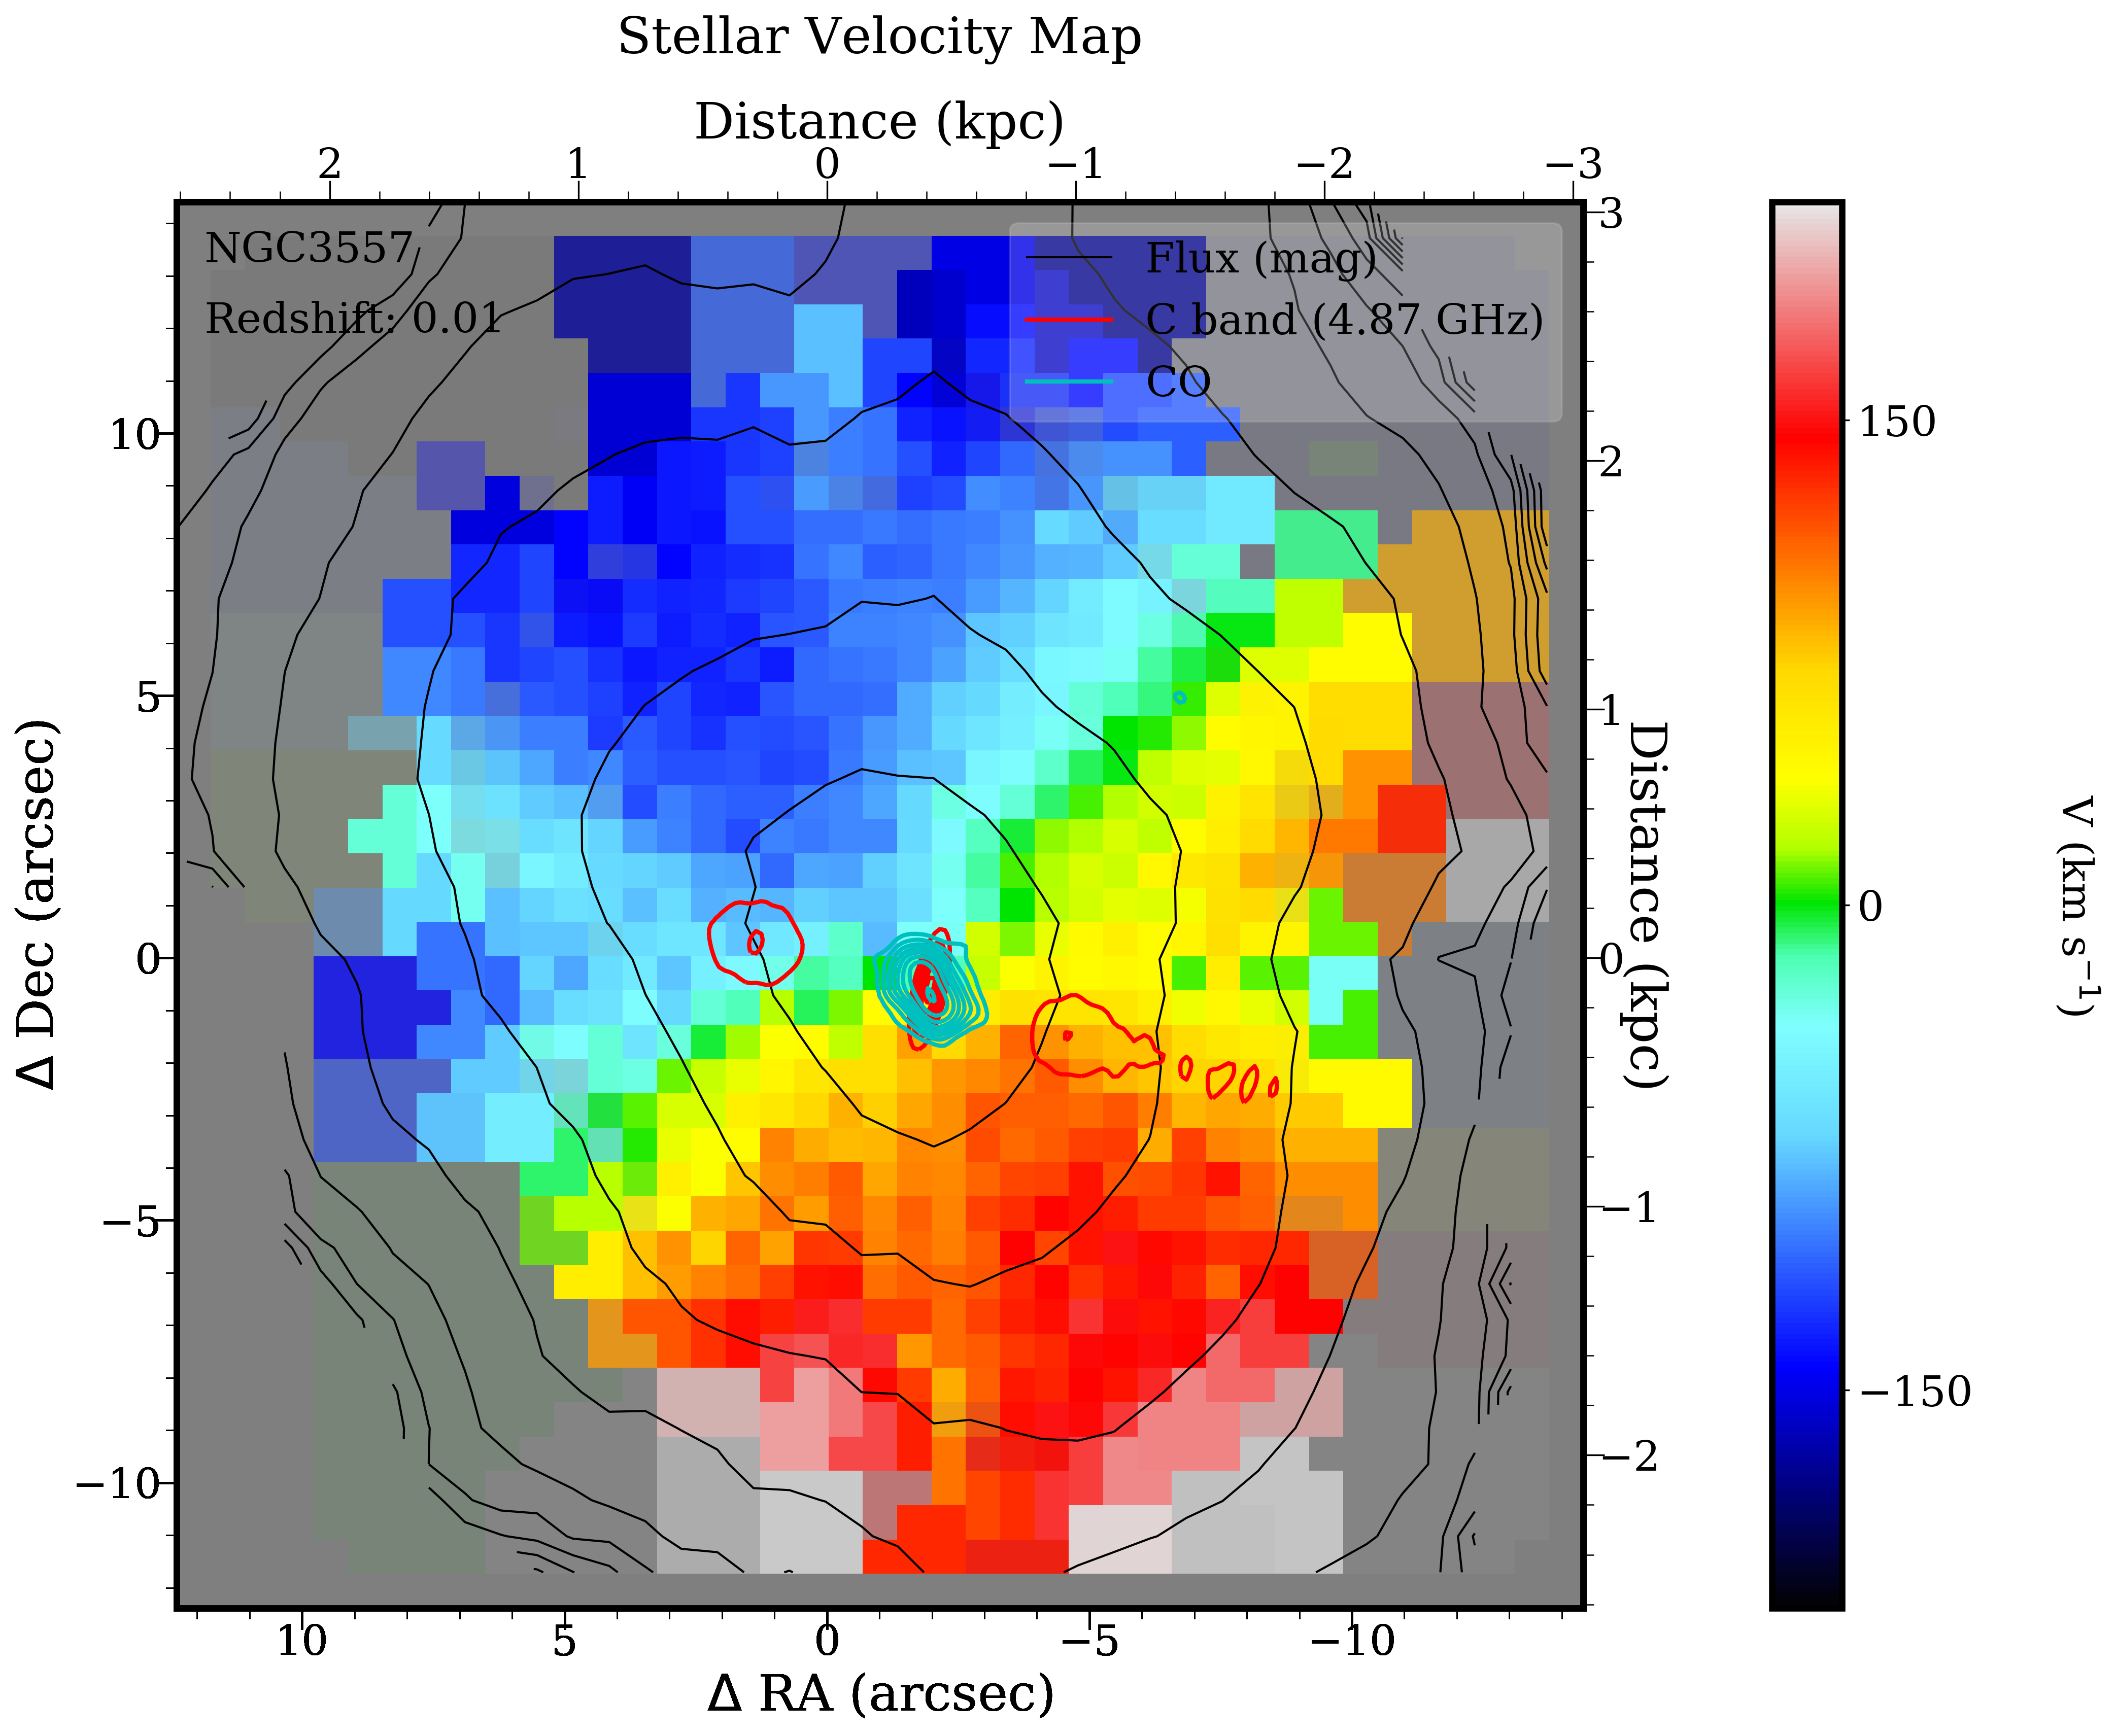 Stellar Velocity Map
Distance (kpc)
2 1 0 −1 −2 −3
NGC3557
Redshift: 0.01
Flux (mag)
C band (4.87 GHz)
CO
Δ Dec (arcsec)
10
5
0
−5
−10
3
2
1
0
−1
−2
Distance (kpc)
150
0
−150
V (km s⁻¹)
10 5 0 −5 −10
Δ RA (arcsec)